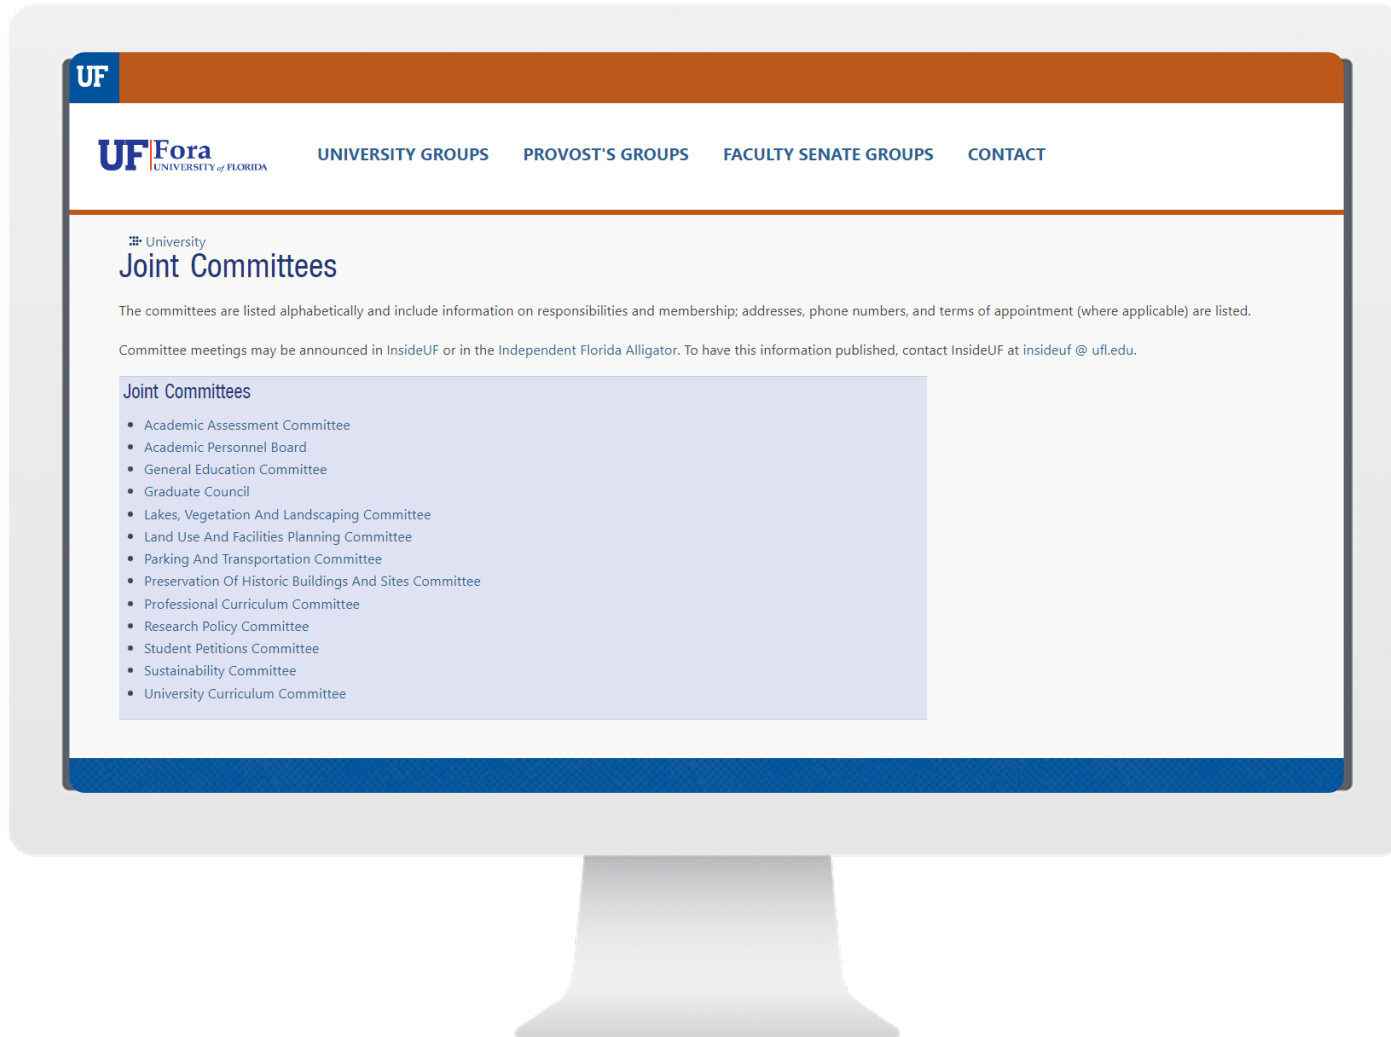 UF
UF Fora
UNIVERSITY of FLORIDA
UNIVERSITY GROUPS PROVOST'S GROUPS FACULTY SENATE GROUPS CONTACT
University
Joint Committees
The committees are listed alphabetically and include information on responsibilities and membership; addresses, phone numbers, and terms of appointment (where applicable) are listed.
Committee meetings may be announced in InsideUF or in the Independent Florida Alligator. To have this information published, contact InsideUF at insideuf @ ufl.edu.
Joint Committees
Academic Assessment Committee
Academic Personnel Board
General Education Committee
Graduate Council
Lakes, Vegetation And Landscaping Committee
Land Use And Facilities Planning Committee
Parking And Transportation Committee
Preservation Of Historic Buildings And Sites Committee
Professional Curriculum Committee
Research Policy Committee
Student Petitions Committee
Sustainability Committee
University Curriculum Committee